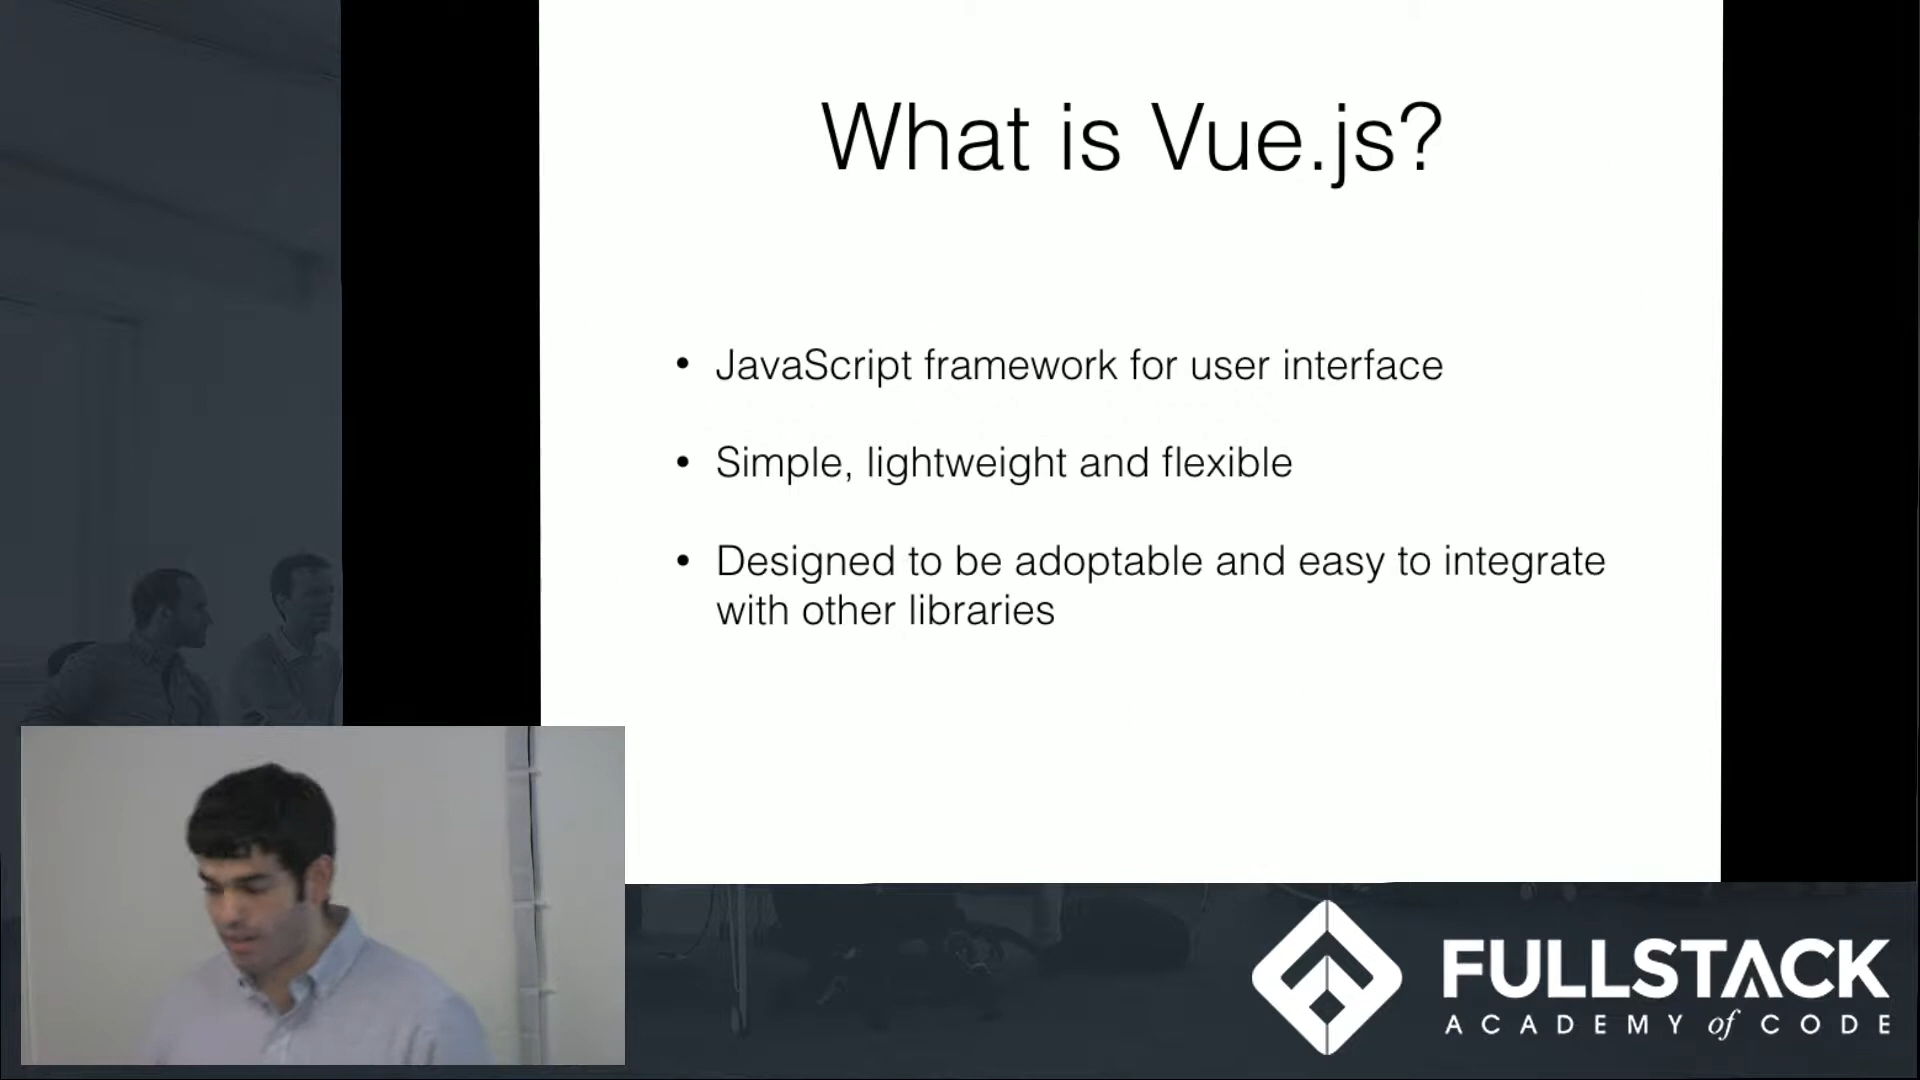 What is Vue.js?
• JavaScript framework for user interface
• Simple, lightweight and flexible
• Designed to be adoptable and easy to integrate
with other libraries
FULLSTACK
ACADEMY of CODE